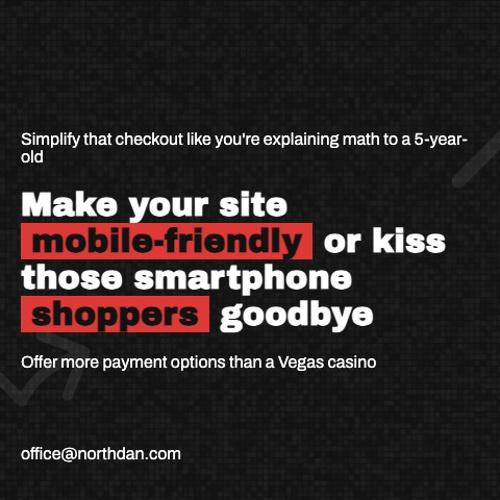 Simplify that checkout like you're explaining math to a 5-year-
old
Make your site
mobile-friendly or kiss
those smartphone
shoppers goodbye
Offer more payment options than a Vegas casino
office@northdan.com